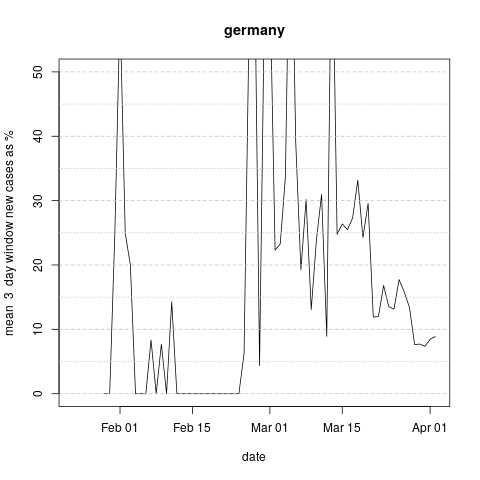 germany
mean 3 day window new cases as %
50
40
30
20
10
0
Feb 01
Feb 15
Mar 01
Mar 15
Apr 01
date